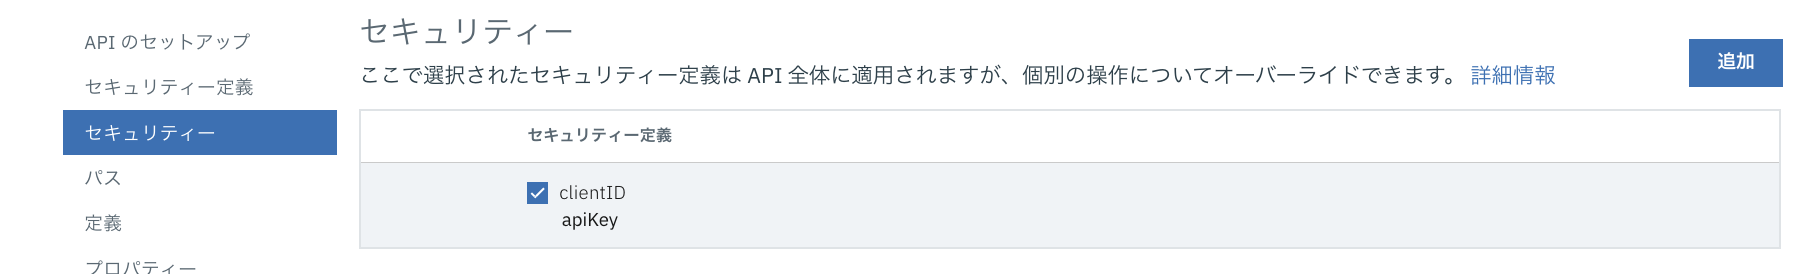 API のセットアップ
セキュリティー定義
セキュリティー
パス
定義
プロパティー
セキュリティー
ここで選択されたセキュリティー定義は API 全体に適用されますが、個別の操作についてオーバーライドできます。 詳細情報
追加
セキュリティー定義
clientID
apiKey